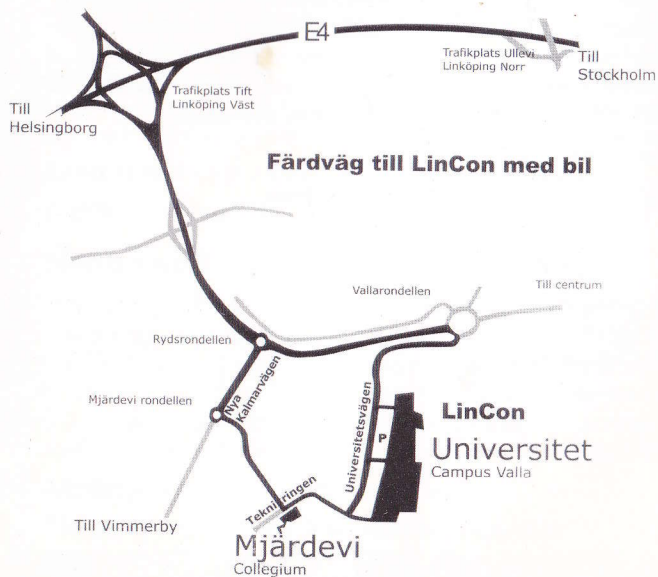 E4
Trafikplats Ullevi
Linköping Norr
Till
Stockholm
Trafikplats Tift
Linköping Väst
Till
Helsingborg
Färdväg till LinCon med bil
Vallarondellen
Till centrum
Rydsrondellen
Nya
Kalmarvägen
Mjärdevi rondellen
Universitetsvägen
P
LinCon
Universitet
Campus Valla
Teknikringen
Till Vimmerby
Mjärdevi
Collegium